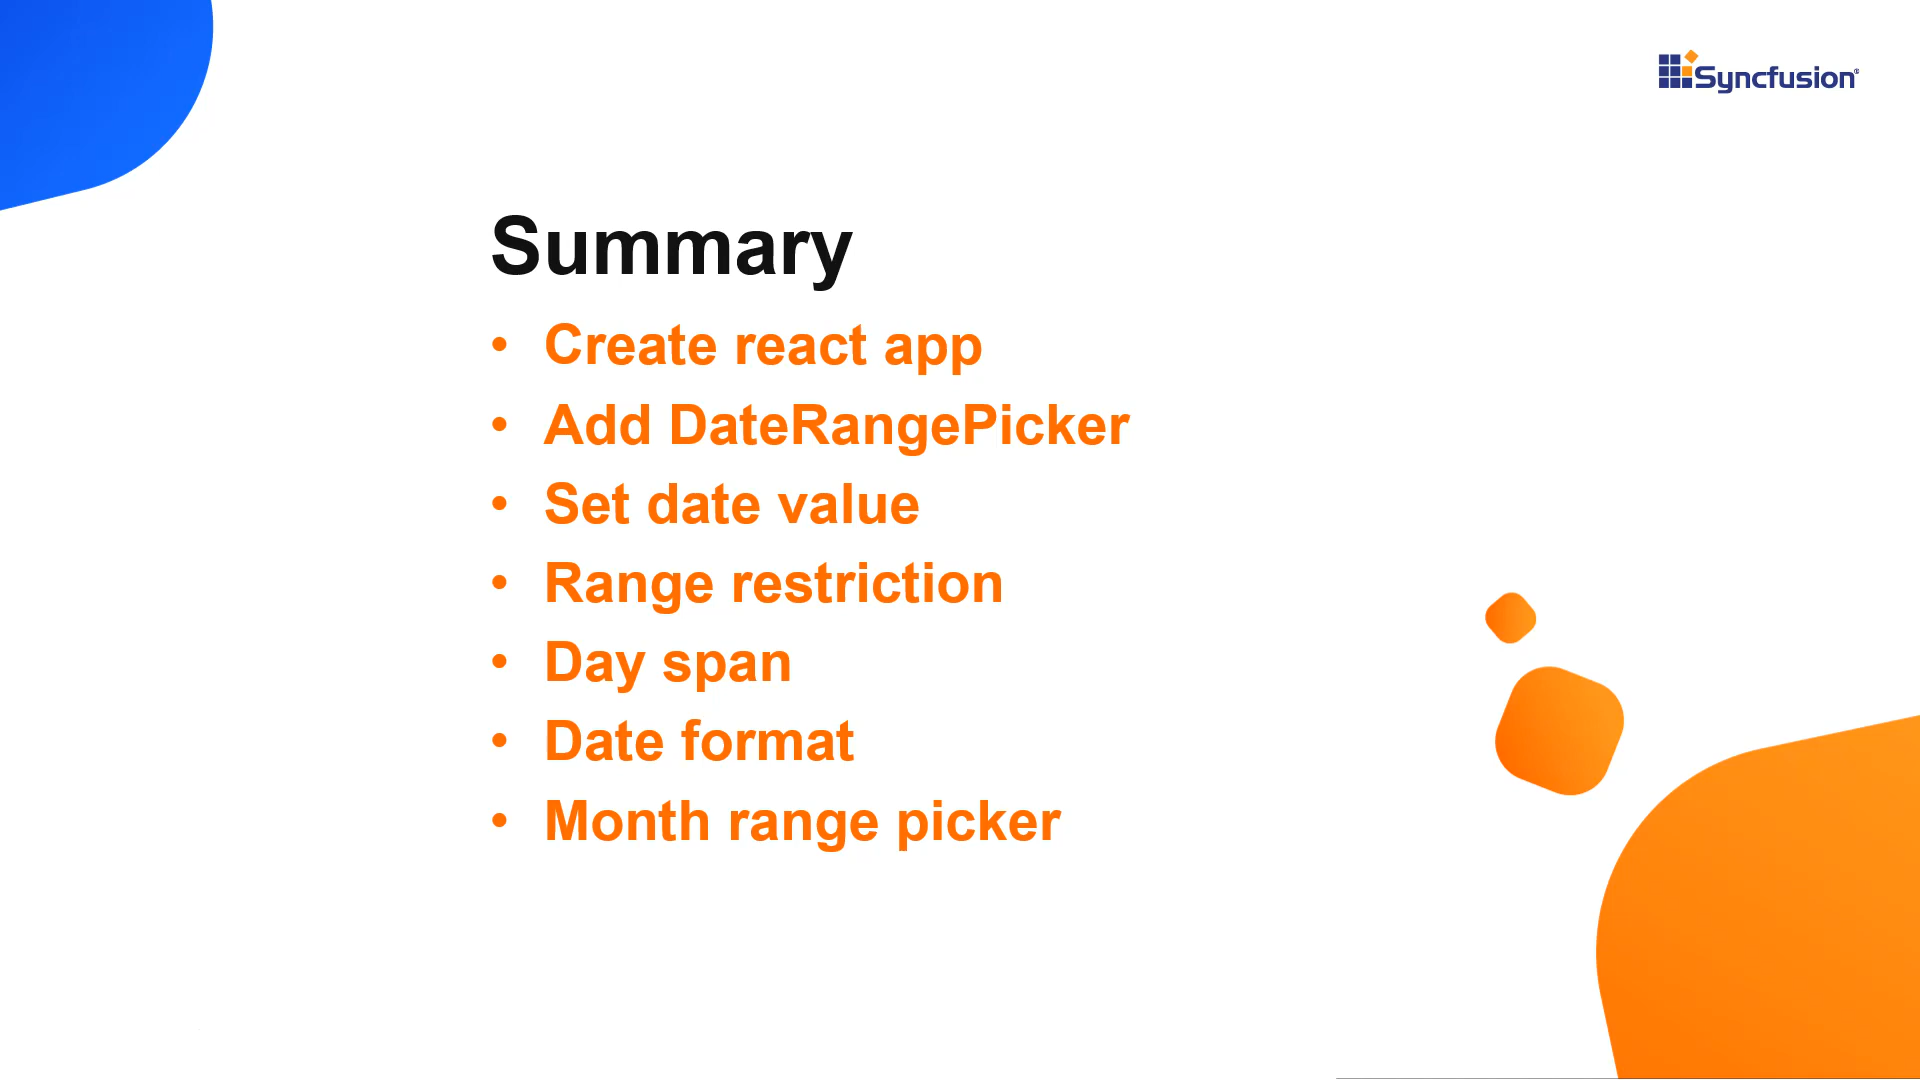 Syncfusion®
Summary
• Create react app
• Add DateRangePicker
• Set date value
• Range restriction
• Day span
• Date format
• Month range picker